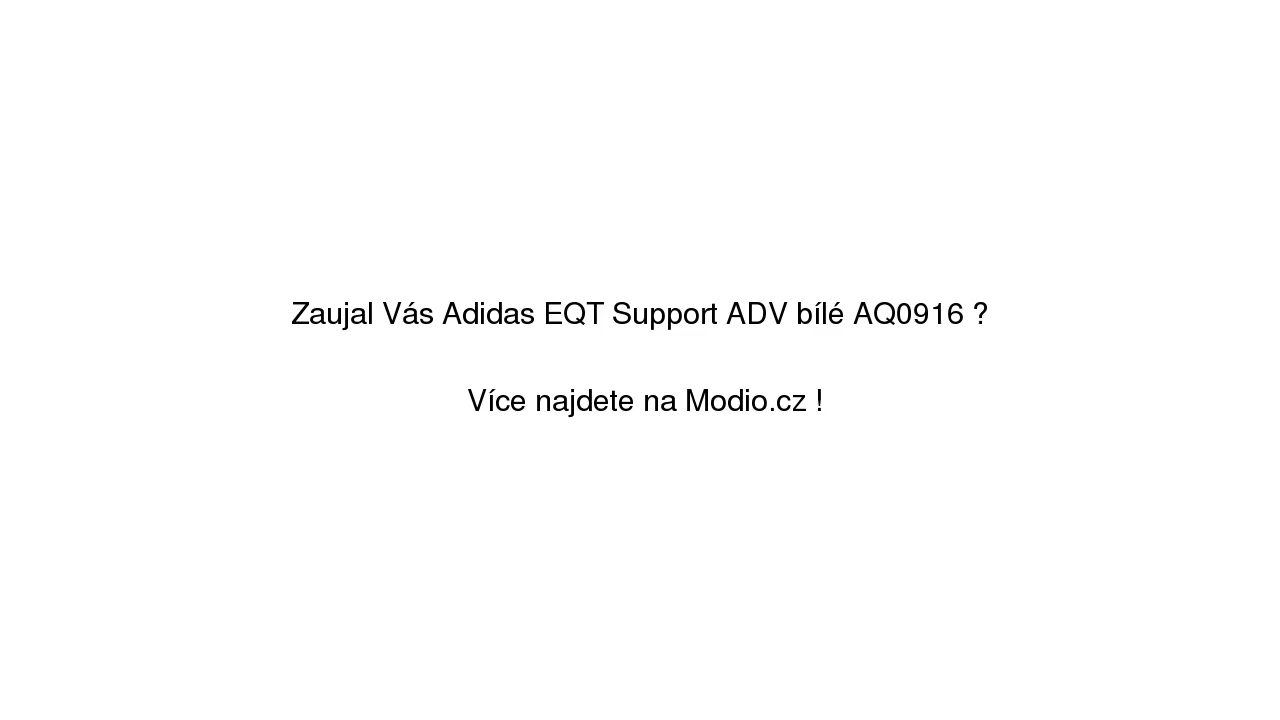 Zaujal Vás Adidas EQT Support ADV bílé AQ0916 ?
Více najdete na Modio.cz !